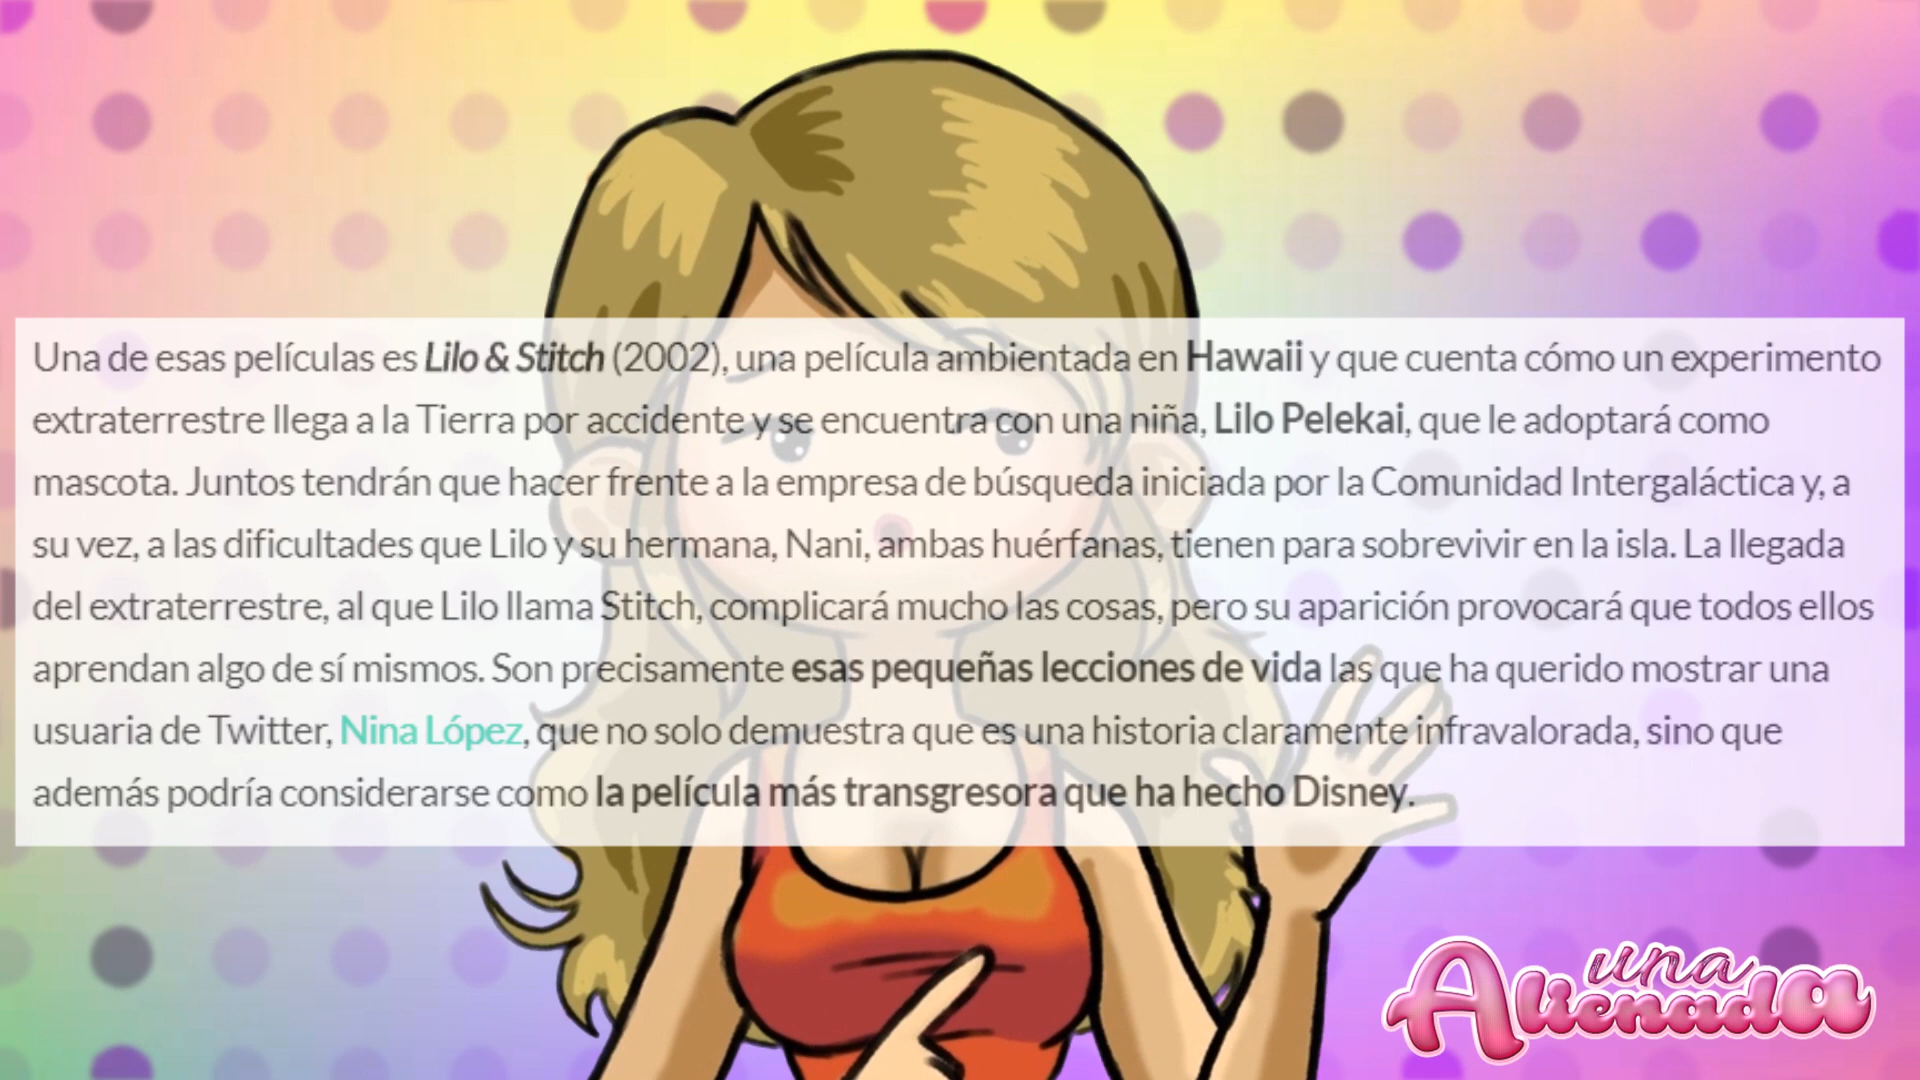 Una de esas películas es Lilo & Stitch (2002), una película ambientada en Hawaii y que cuenta cómo un experimento
extraterrestre llega a la Tierra por accidente y se encuentra con una niña, Lilo Pelekai, que le adoptará como
mascota. Juntos tendrán que hacer frente a la empresa de búsqueda iniciada por la Comunidad Intergaláctica y, a
su vez, a las dificultades que Lilo y su hermana, Nani, ambas huérfanas, tienen para sobrevivir en la isla. La llegada
del extraterrestre, al que Lilo llama Stitch, complicará mucho las cosas, pero su aparición provocará que todos ellos
aprendan algo de sí mismos. Son precisamente esas pequeñas lecciones de vida las que ha querido mostrar una
usuaria de Twitter, Nina López, que no solo demuestra que es una historia claramente infravalorada, sino que
además podría considerarse como la película más transgresora que ha hecho Disney.
una
Alienada